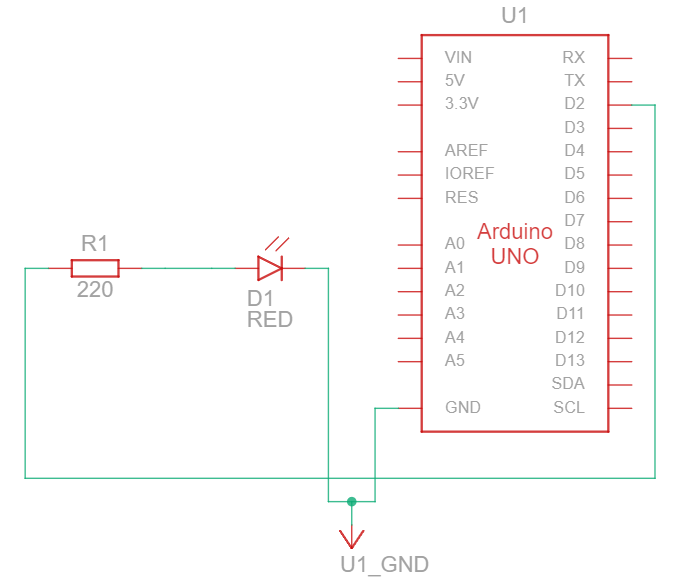 U1
VIN
RX
5V
TX
3.3V
D2
D3
AREF
D4
IOREF
D5
RES
D6
D7
Arduino
UNO
A0
D8
A1
D9
A2
D10
A3
D11
A4
D12
A5
D13
SDA
GND
SCL
R1
220
D1
RED
U1_GND